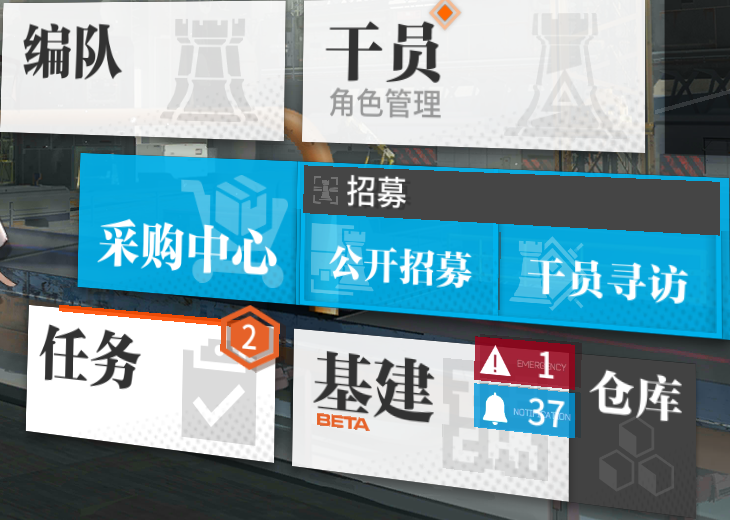 编队
干员
角色管理
招募
采购中心
公开招募
干员寻访
任务
2
基建
BETA
EMERGENCY
1
NOTIFICATION
37
仓库